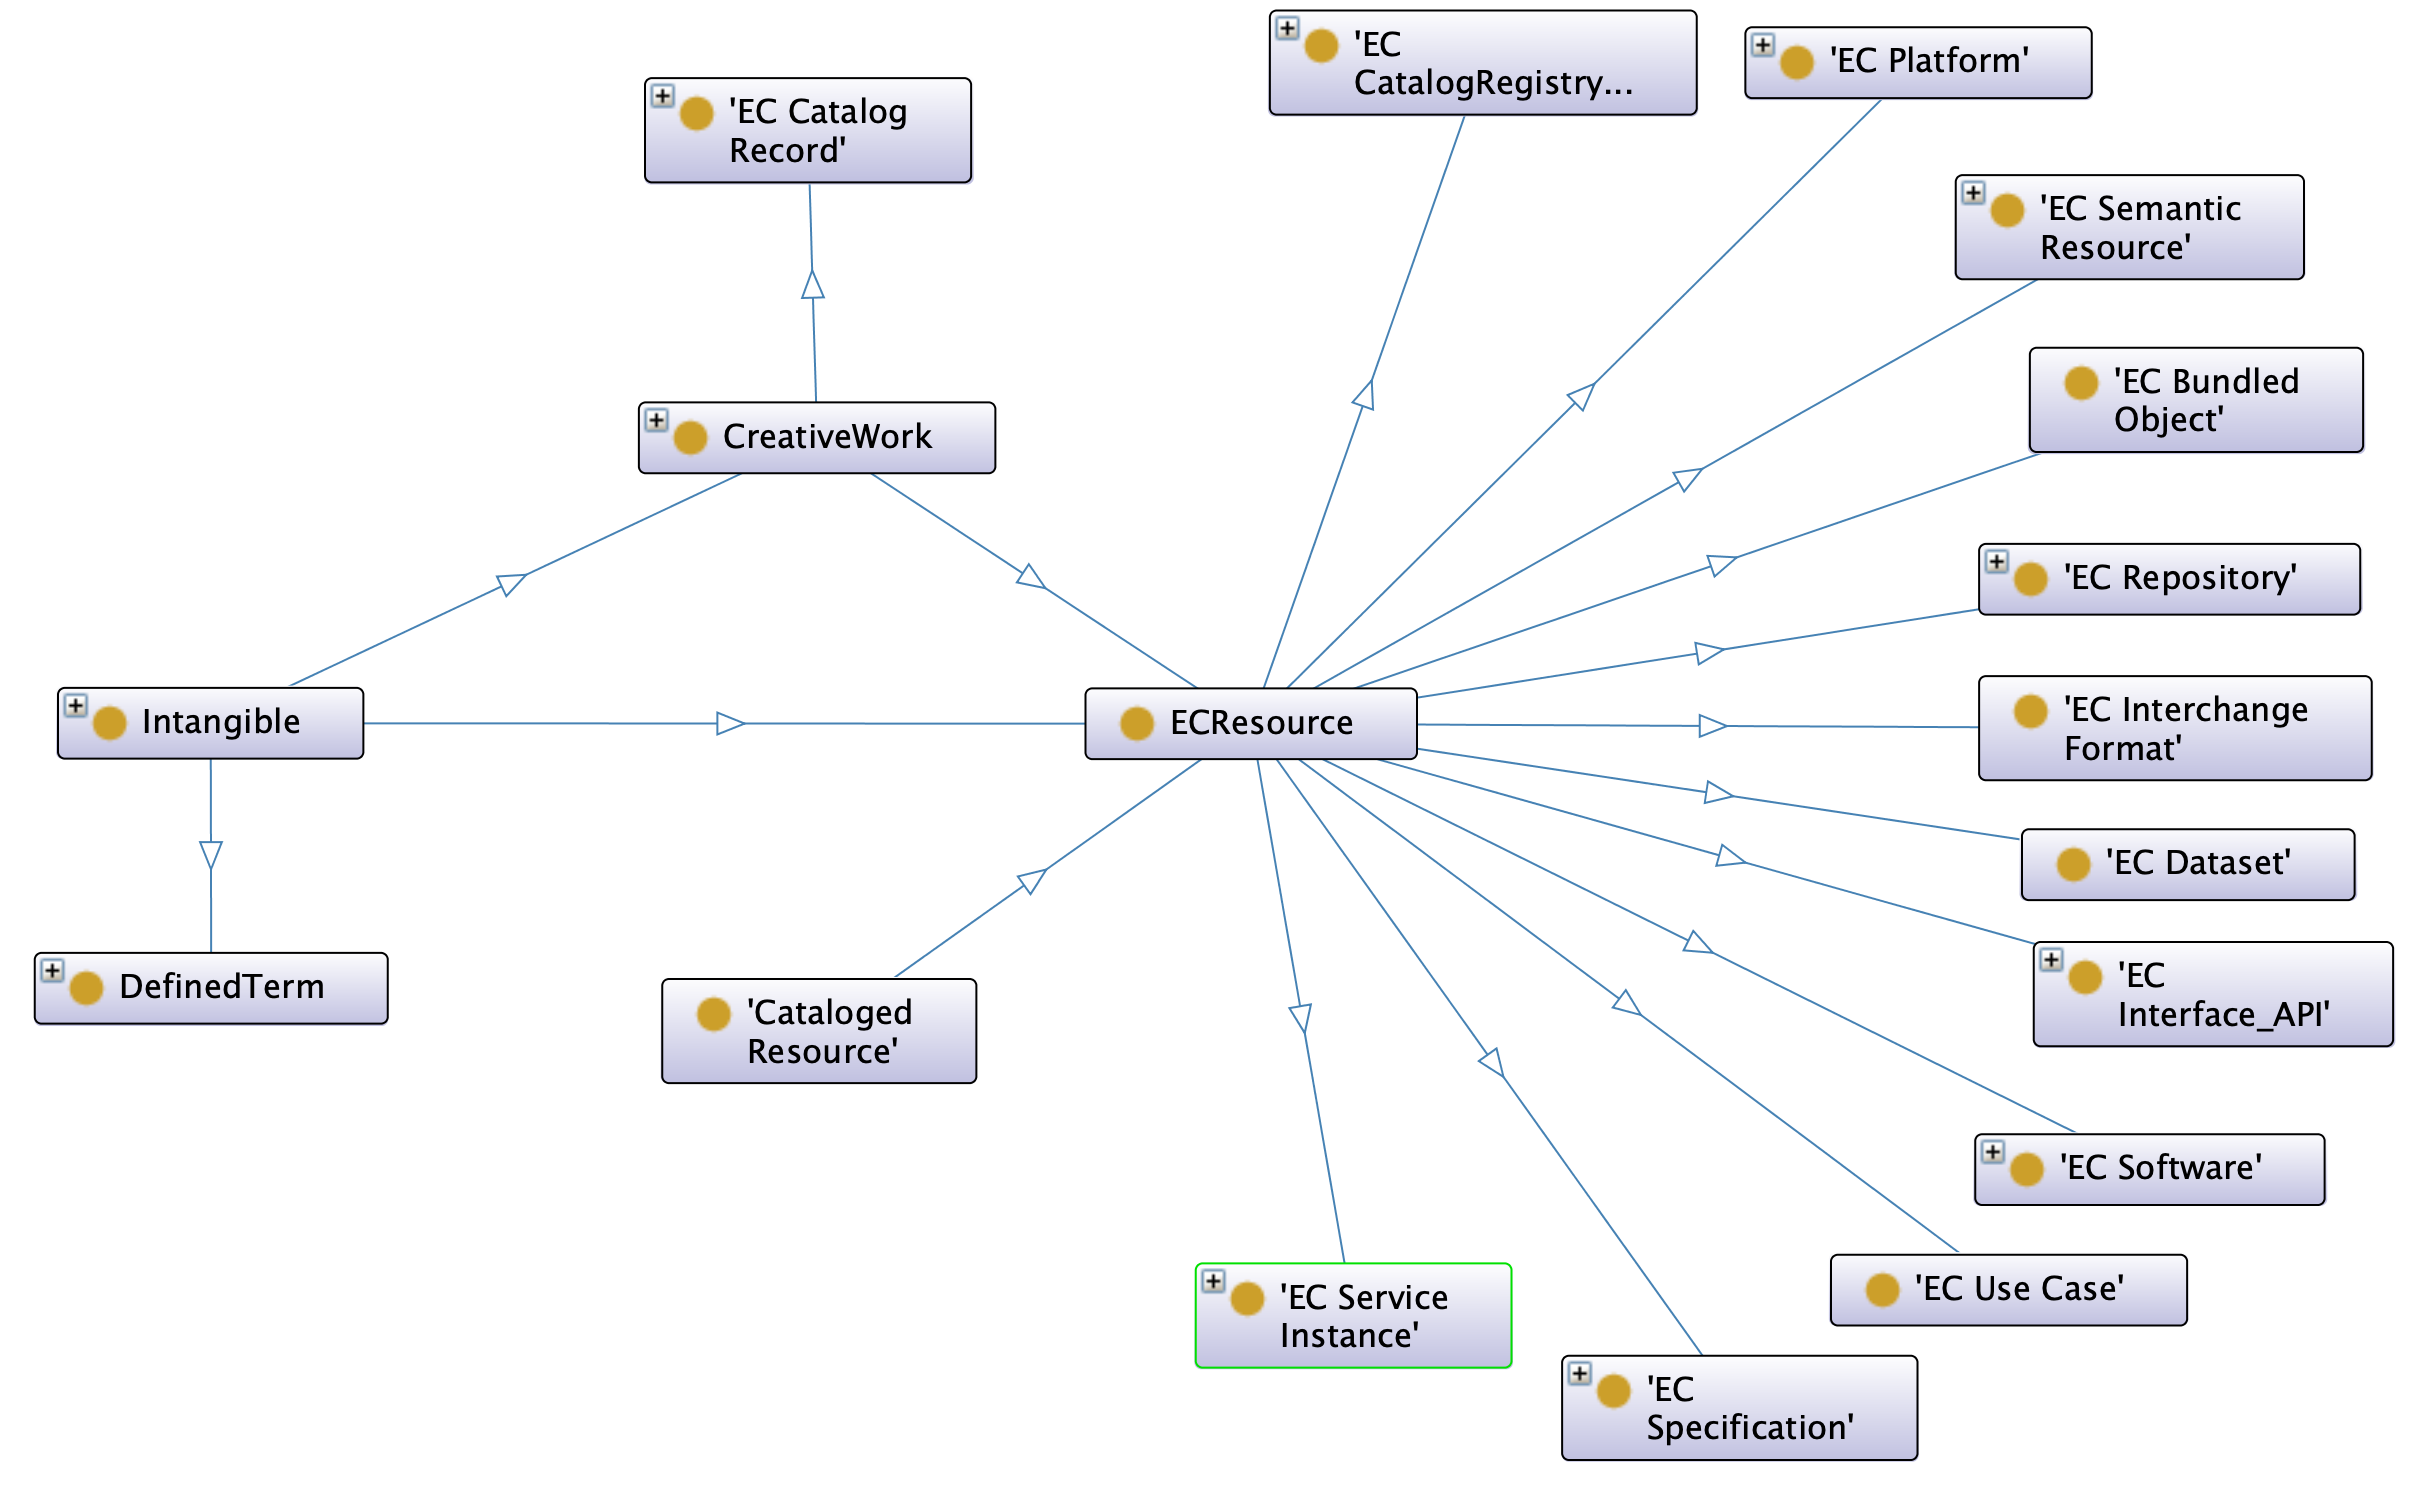 'EC
CatalogRegistry...
'EC Platform'
'EC Catalog
Record'
'EC Semantic
Resource'
'EC Bundled
Object'
CreativeWork
'EC Repository'
Intangible
ECResource
'EC Interchange
Format'
'EC Dataset'
DefinedTerm
'Cataloged
Resource'
'EC
Interface_API'
'EC Software'
'EC Service
Instance'
'EC Use Case'
'EC
Specification'